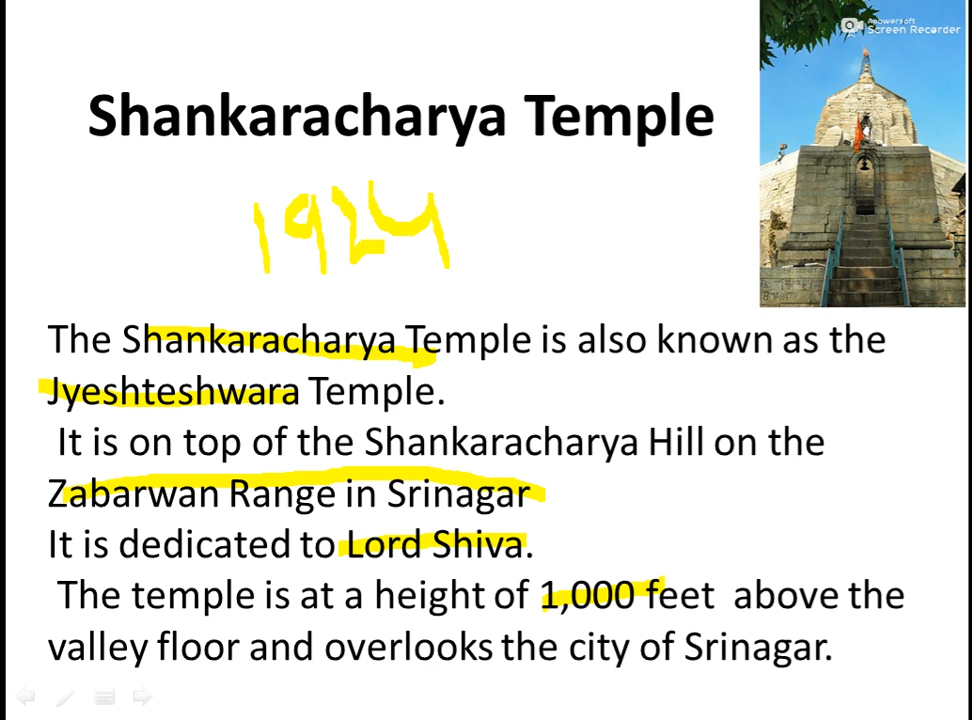 Apowersoft
Screen Recorder
Shankaracharya Temple
1924
The Shankaracharya Temple is also known as the
Jyeshteshwara Temple.
It is on top of the Shankaracharya Hill on the
Zabarwan Range in Srinagar
It is dedicated to Lord Shiva.
The temple is at a height of 1,000 feet above the
valley floor and overlooks the city of Srinagar.